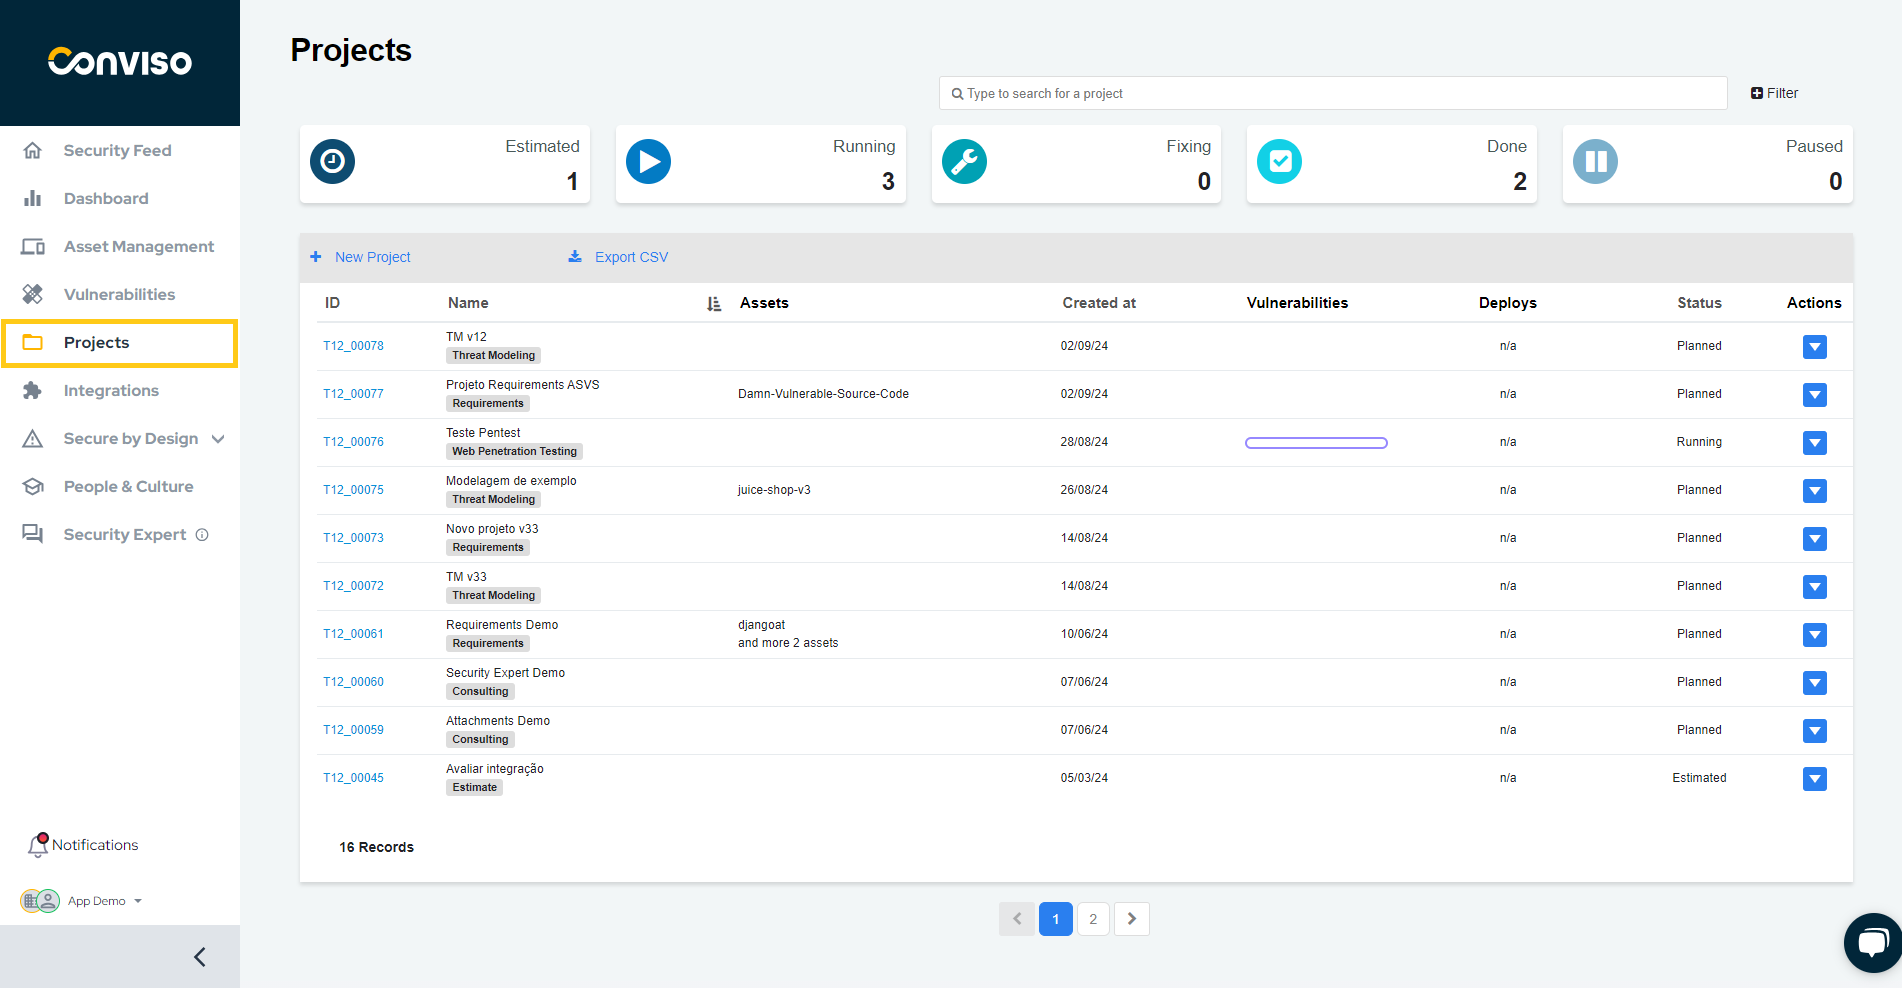 Conviso
Security Feed
Dashboard
Asset Management
Vulnerabilities
Projects
Integrations
Secure by Design
People & Culture
Security Expert
Notifications
App Demo
Projects
Type to search for a project
Filter
Estimated
1
Running
3
Fixing
0
Done
2
Paused
0
New Project Export CSV
ID Name Assets Created at Vulnerabilities Deploys Status Actions
T12_00078 TM v12 02/09/24 n/a Planned
Threat Modeling
T12_00077 Projeto Requirements ASVS Damn-Vulnerable-Source-Code 02/09/24 n/a Planned
Requirements
T12_00076 Teste Pentest 28/08/24 n/a Running
Web Penetration Testing
T12_00075 Modelagem de exemplo juice-shop-v3 26/08/24 n/a Planned
Threat Modeling
T12_00073 Novo projeto v33 14/08/24 n/a Planned
Requirements
T12_00072 TM v33 14/08/24 n/a Planned
Threat Modeling
T12_00061 Requirements Demo djangoat 10/06/24 n/a Planned
Requirements and more 2 assets
T12_00060 Security Expert Demo 07/06/24 n/a Planned
Consulting
T12_00059 Attachments Demo 07/06/24 n/a Planned
Consulting
T12_00045 Avaliar integração 05/03/24 n/a Estimated
Estimate
16 Records
1 2